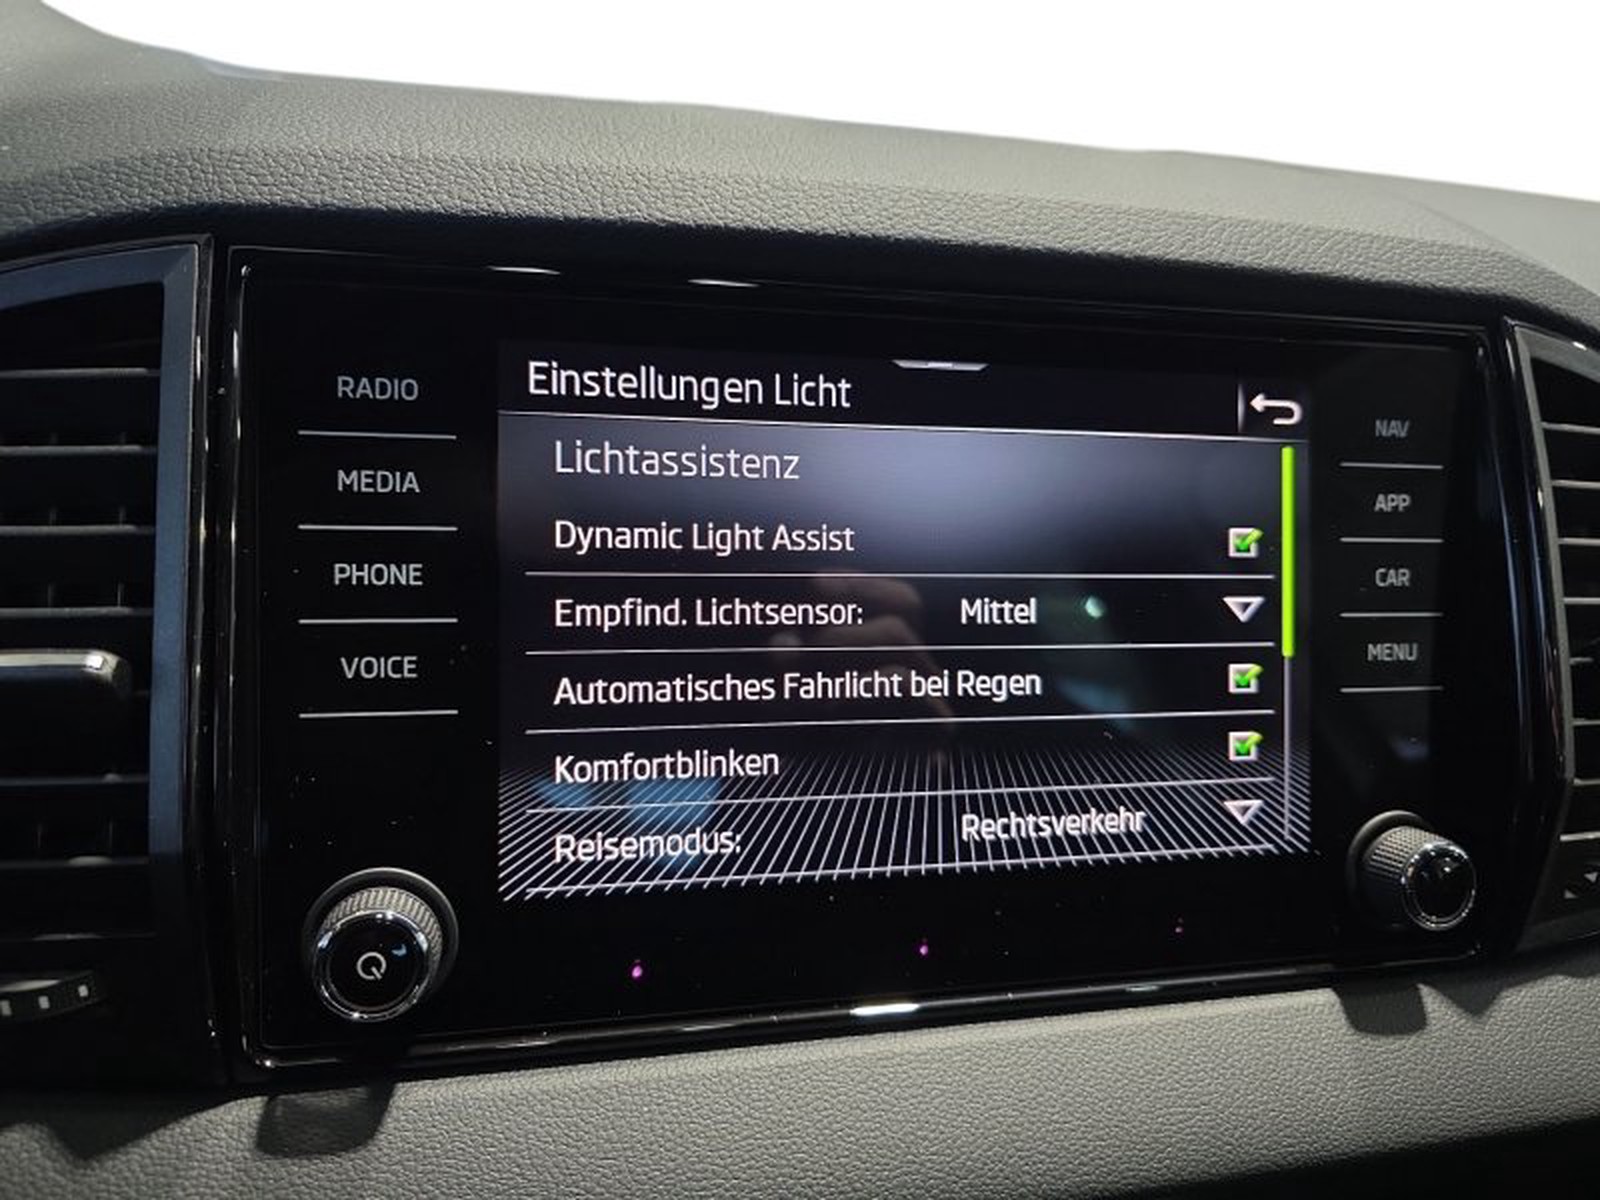 RADIO
MEDIA
PHONE
VOICE
Einstellungen Licht
Lichtassistenz
Dynamic Light Assist
Empfind. Lichtsensor: Mittel
Automatisches Fahrlicht bei Regen
Komfortblinken
Reisemodus: Rechtsverkehr
NAV
APP
CAR
MENU